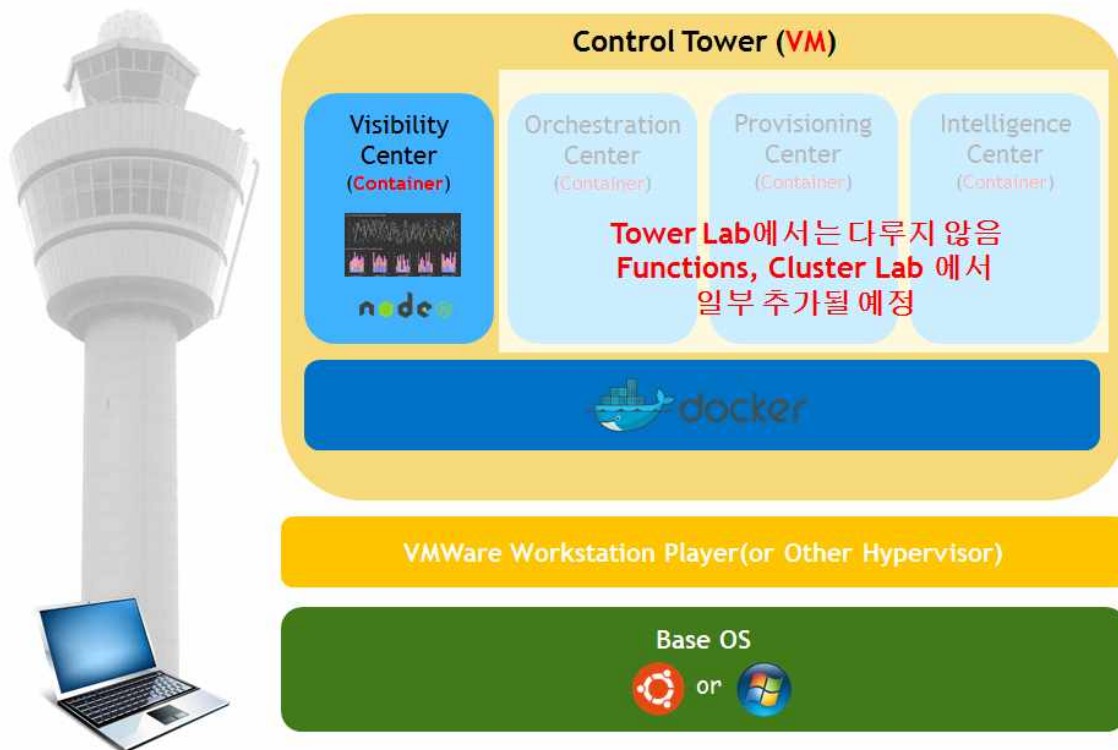 Control Tower (VM)
Visibility
Center
(Container)
node
Orchestration
Center
(Container)
Provisioning
Center
(Container)
Intelligence
Center
(Container)
Tower Lab에서는 다루지 않음
Functions, Cluster Lab 에서
일부 추가될 예정
docker
VMWare Workstation Player(or Other Hypervisor)
Base OS
or